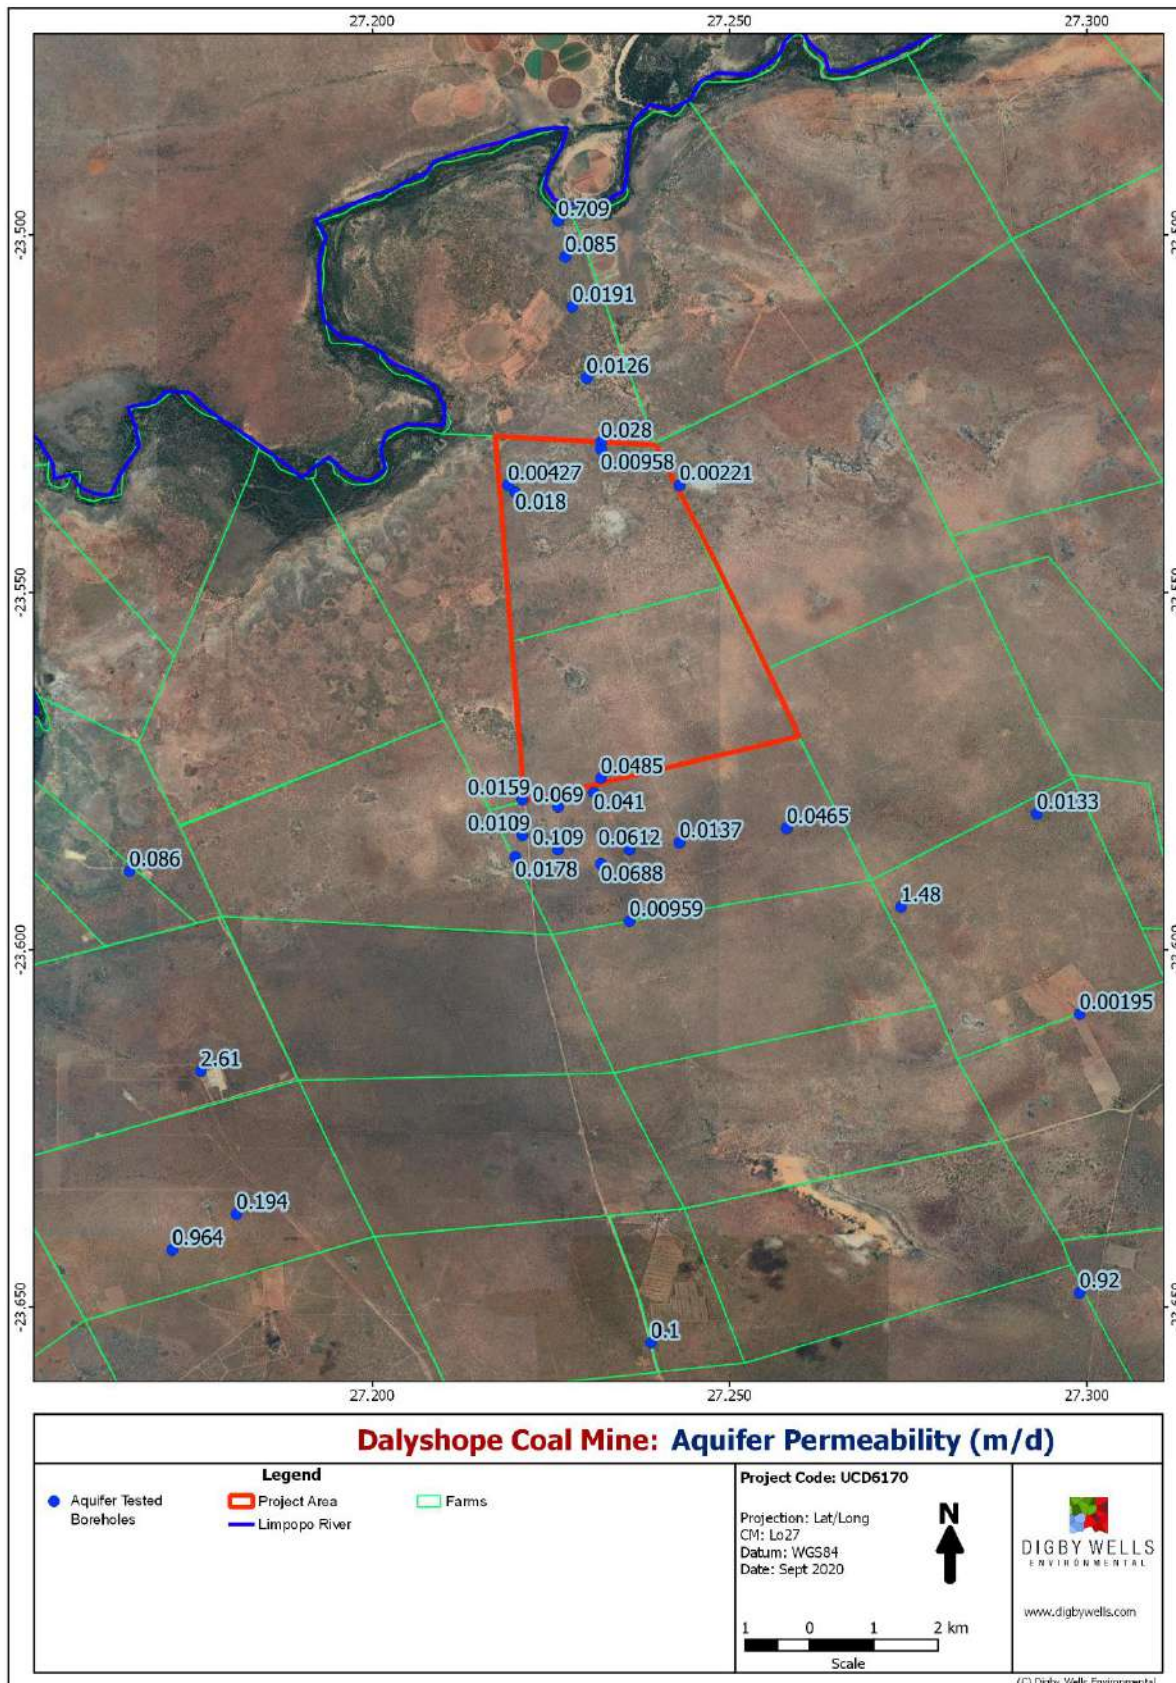 27.200
27.250
27.300
-23.500
0.709
0.085
0.0191
0.0126
0.028
0.00958
0.00427
0.018
0.00221
-23.550
-23.550
0.0485
0.0159
0.069
0.041
0.0109
0.109
0.0612
0.0137
0.0465
0.0133
0.0178
0.0688
0.086
0.00959
1.48
-23.600
0.00195
2.61
0.194
0.964
0.92
-23.650
0.1
27.200
27.250
27.300
Dalyshope Coal Mine: Aquifer Permeability (m/d)
Legend
Aquifer Tested
Boreholes
Project Area
Limpopo River
Farms
Project Code: UCD6170
Projection: Lat/Long
CM: Lo27
Datum: WGS84
Date: Sept 2020
N
1 0 1 2 km
Scale
DIGBY WELLS
ENVIRONMENTAL
www.digbywells.com
(C) Digby Wells Environmental